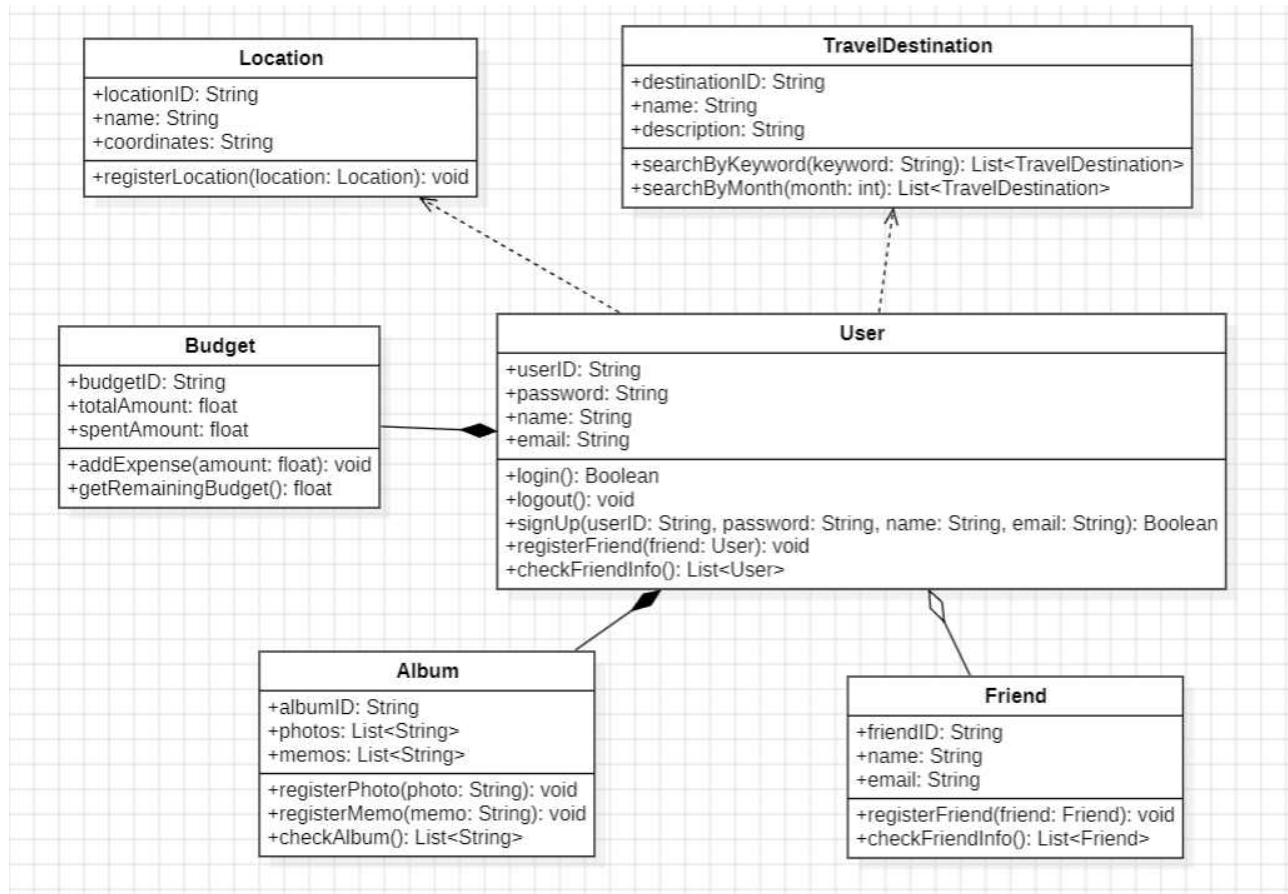 Location
+locationID: String
+name: String
+coordinates: String
+registerLocation(location: Location): void
TravelDestination
+destinationID: String
+name: String
+description: String
+searchByKeyword(keyword: String): List<TravelDestination>
+searchByMonth(month: int): List<TravelDestination>
Budget
+budgetID: String
+totalAmount: float
+spentAmount: float
+addExpense(amount: float): void
+getRemainingBudget(): float
User
+userID: String
+password: String
+name: String
+email: String
+login(): Boolean
+logout(): void
+signUp(userID: String, password: String, name: String, email: String): Boolean
+registerFriend(friend: User): void
+checkFriendInfo(): List<User>
Album
+albumID: String
+photos: List<String>
+memos: List<String>
+registerPhoto(photo: String): void
+registerMemo(memo: String): void
+checkAlbum(): List<String>
Friend
+friendID: String
+name: String
+email: String
+registerFriend(friend: Friend): void
+checkFriendInfo(): List<Friend>